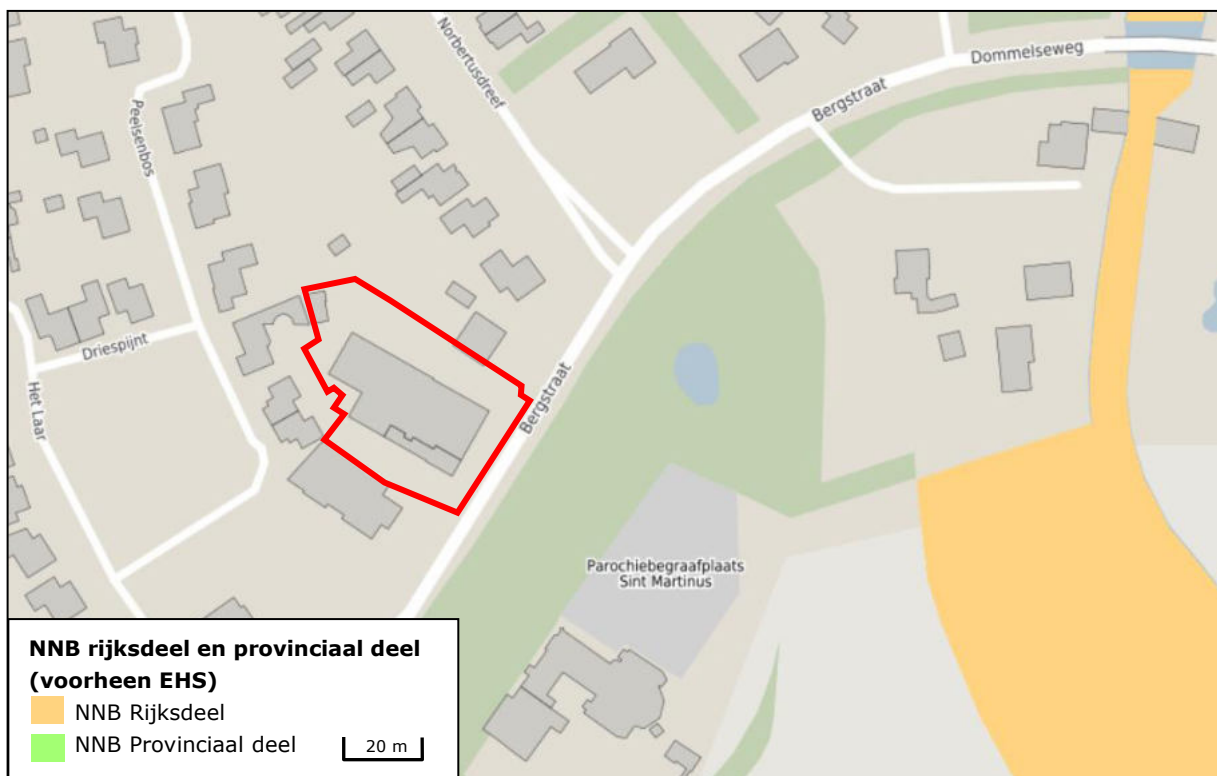 Norbertusdreef
Dommelseweg
Bergstraat
Peelsenbos
Driespijnt
Bergstraat
Het Laar
Parochiebegraafplaats
Sint Martinus
NNB rijksdeel en provinciaal deel
(voorheen EHS)
NNB Rijksdeel
NNB Provinciaal deel
20 m